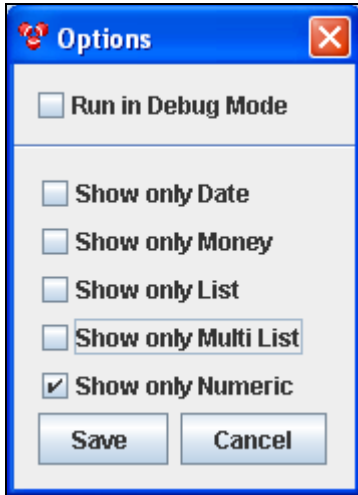 Options
Run in Debug Mode
Show only Date
Show only Money
Show only List
Show only Multi List
Show only Numeric
Save Cancel